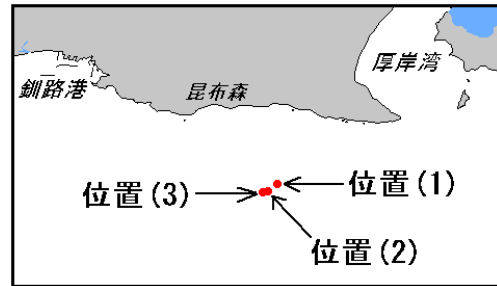 厚岸湾
釧路港
昆布森
位置(1)
位置(3)
位置(2)